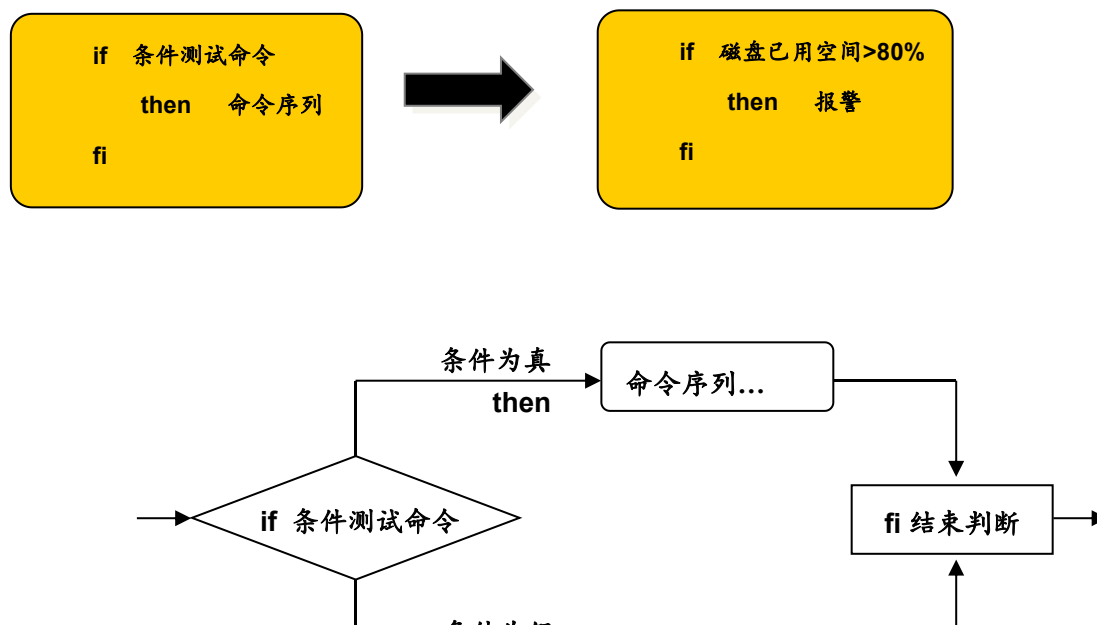 if 条件测试命令
then 命令序列
fi
if 磁盘已用空间>80%
then 报警
fi
条件为真
then
命令序列...
if 条件测试命令
fi 结束判断